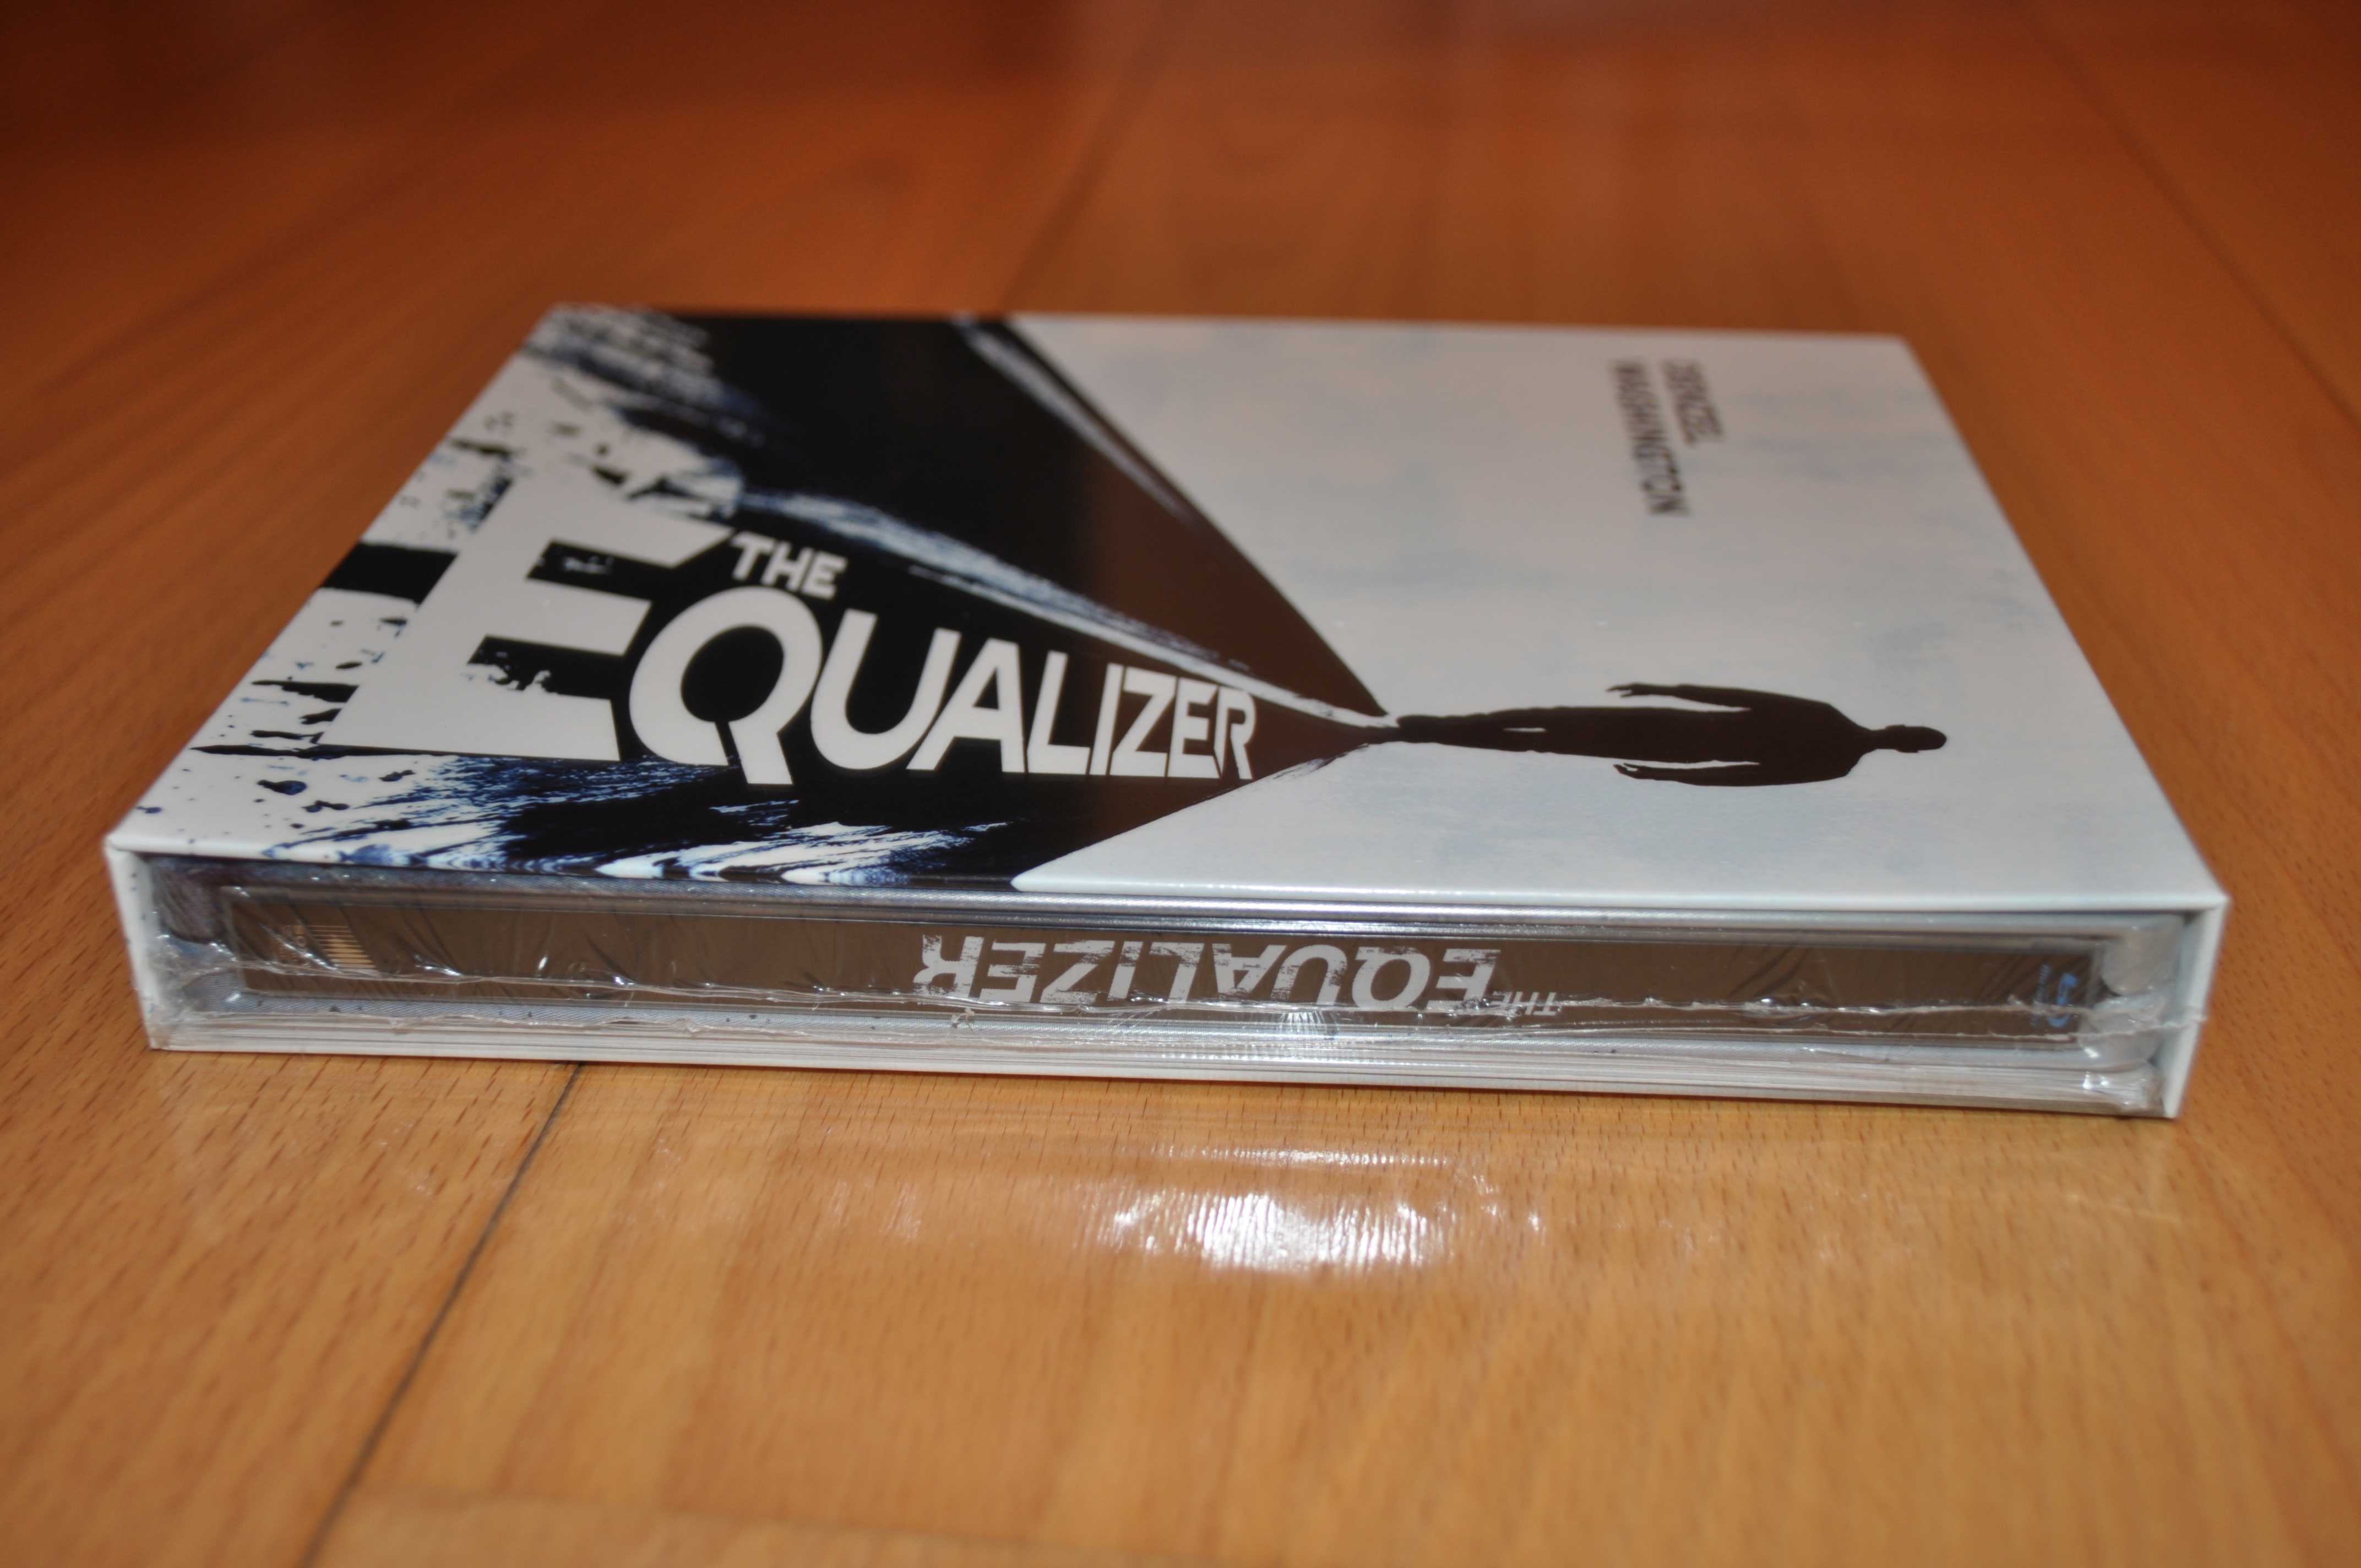 DENZEL
WASHINGTON
THE
EQUALIZER
THE EQUALIZER